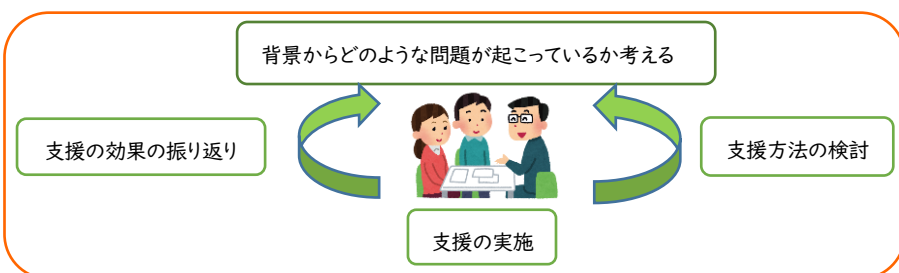 背景からどのような問題が起こっているか考える
支援の効果の振り返り
支援方法の検討
支援の実施